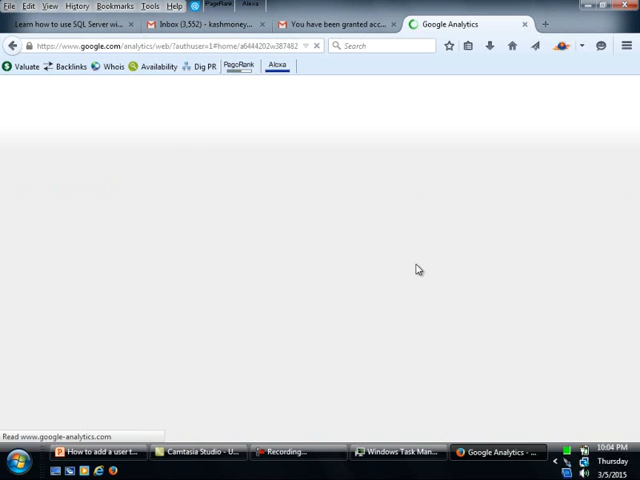 File Edit View History Bookmarks Tools Help PageRank Alexa
Learn how to use SQL Server wi... × Inbox (3,552) - kashmoney... × You have been granted acc... × Google Analytics × +
https://www.google.com/analytics/web/?authuser=1#home/a6444202w387482 Search
Valuate Backlinks Whois Availability Dig PR PageRank Alexa
Read www.google-analytics.com
How to add a user t... Camtasia Studio - U... Recording... Windows Task Man... Google Analytics - ...
10:04 PM
Thursday
3/5/2015